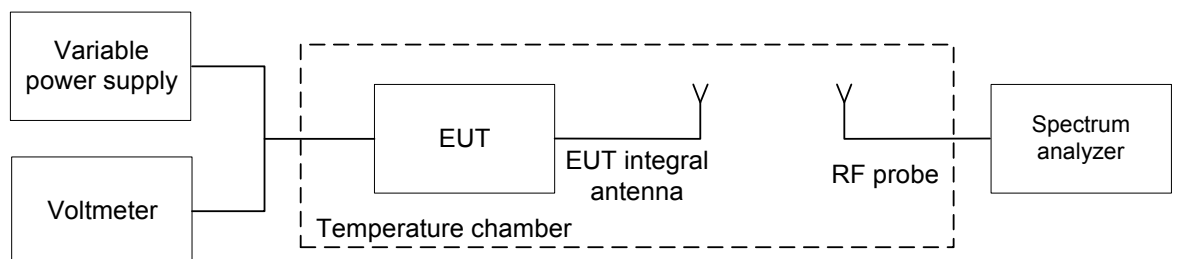 Variable
power supply
Voltmeter
EUT
EUT integral
antenna
RF probe
Temperature chamber
Spectrum
analyzer